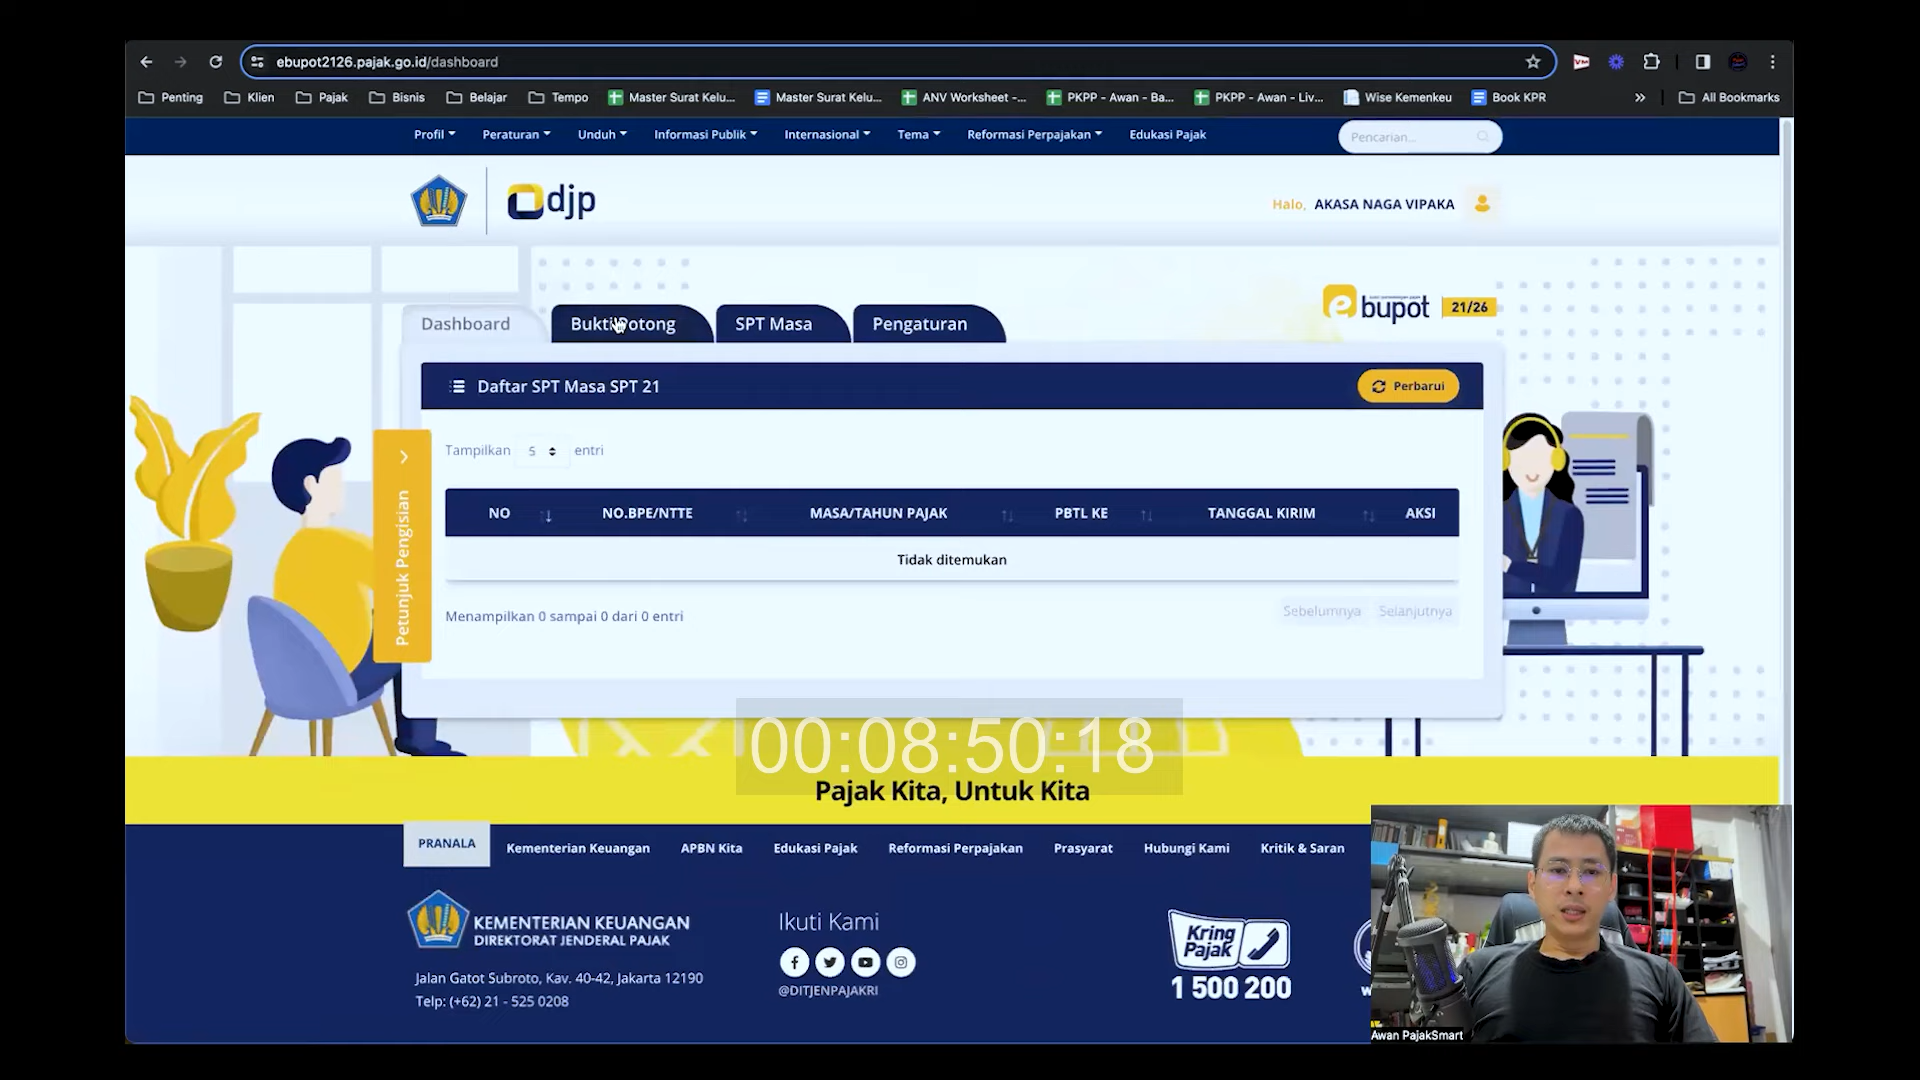 ebupot2126.pajak.go.id/dashboard
Penting Klien Pajak Bisnis Belajar Tempo Master Surat Kelu... Master Surat Kelu... ANV Worksheet -... PKPP - Awan - Ba... PKPP - Awan - Liv... Wise Kemenkeu Book KPR » All Bookmarks
Profil Peraturan Unduh Informasi Publik Internasional Tema Reformasi Perpajakan Edukasi Pajak Pencarian...
djp
Halo, AKASA NAGA VIPAKA
e bupot 21/26
Dashboard Bukti Potong SPT Masa Pengaturan
Daftar SPT Masa SPT 21 Perbarui
Tampilkan 5 entri
Petunjuk Pengisian
NO NO.BPE/NTTE MASA/TAHUN PAJAK PBTL KE TANGGAL KIRIM AKSI
Tidak ditemukan
Menampilkan 0 sampai 0 dari 0 entri Sebelumnya Selanjutnya
00:08:50:18
Pajak Kita, Untuk Kita
PRANALA Kementerian Keuangan APBN Kita Edukasi Pajak Reformasi Perpajakan Prasyarat Hubungi Kami Kritik & Saran
KEMENTERIAN KEUANGAN
DIREKTORAT JENDERAL PAJAK
Jalan Gatot Subroto, Kav. 40-42, Jakarta 12190
Telp: (+62) 21 - 525 0208
Ikuti Kami
@DITJENPAJAKRI
Kring
Pajak
1 500 200
Awan PajakSmart